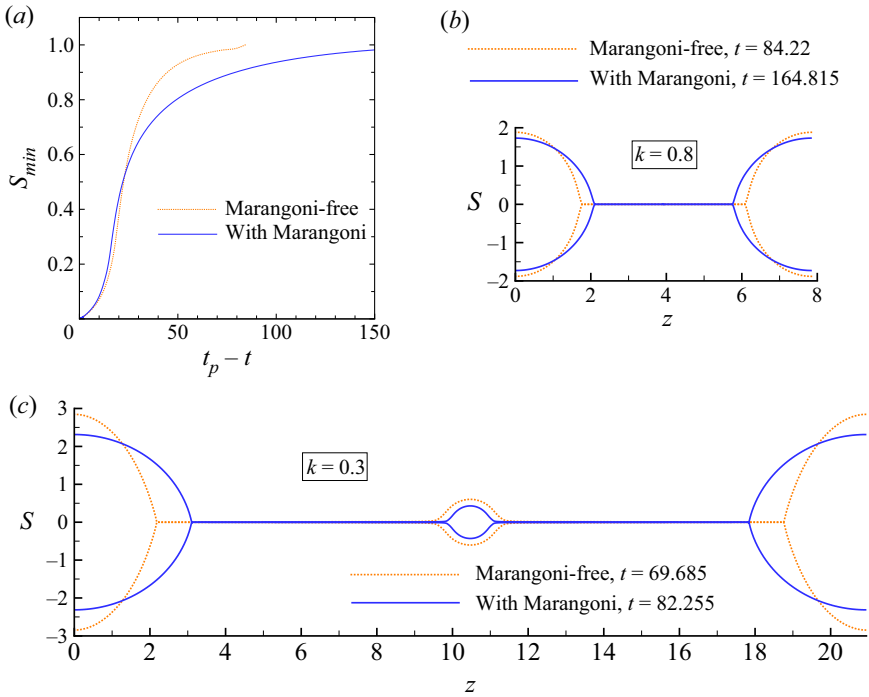 (a)
1.0
0.8
0.6
0.4
0.2
S_min
Marangoni-free
With Marangoni
0 50 100 150
t_p – t
(b)
Marangoni-free, t = 84.22
With Marangoni, t = 164.815
2
1
0
–1
–2
S
k = 0.8
0 2 4 6 8
z
(c)
3
2
1
0
–1
–2
–3
S
k = 0.3
Marangoni-free, t = 69.685
With Marangoni, t = 82.255
0 2 4 6 8 10 12 14 16 18 20
z